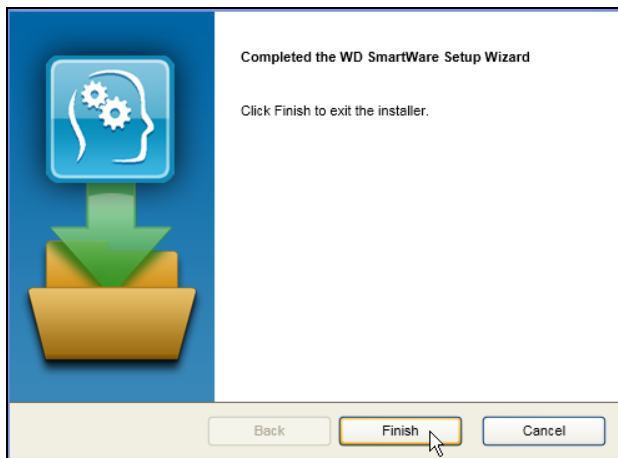 Completed the WD SmartWare Setup Wizard
Click Finish to exit the installer.
Back
Finish
Cancel